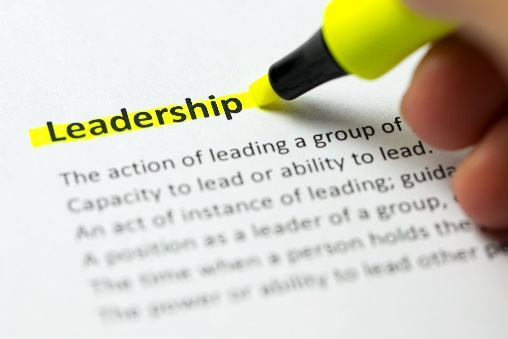 Leadership
The action of leading a group of
Capacity to lead or ability to lead.
An act of instance of leading; guida
A position as a leader of a group,
The time when a person holds the
The power or ability to lead other